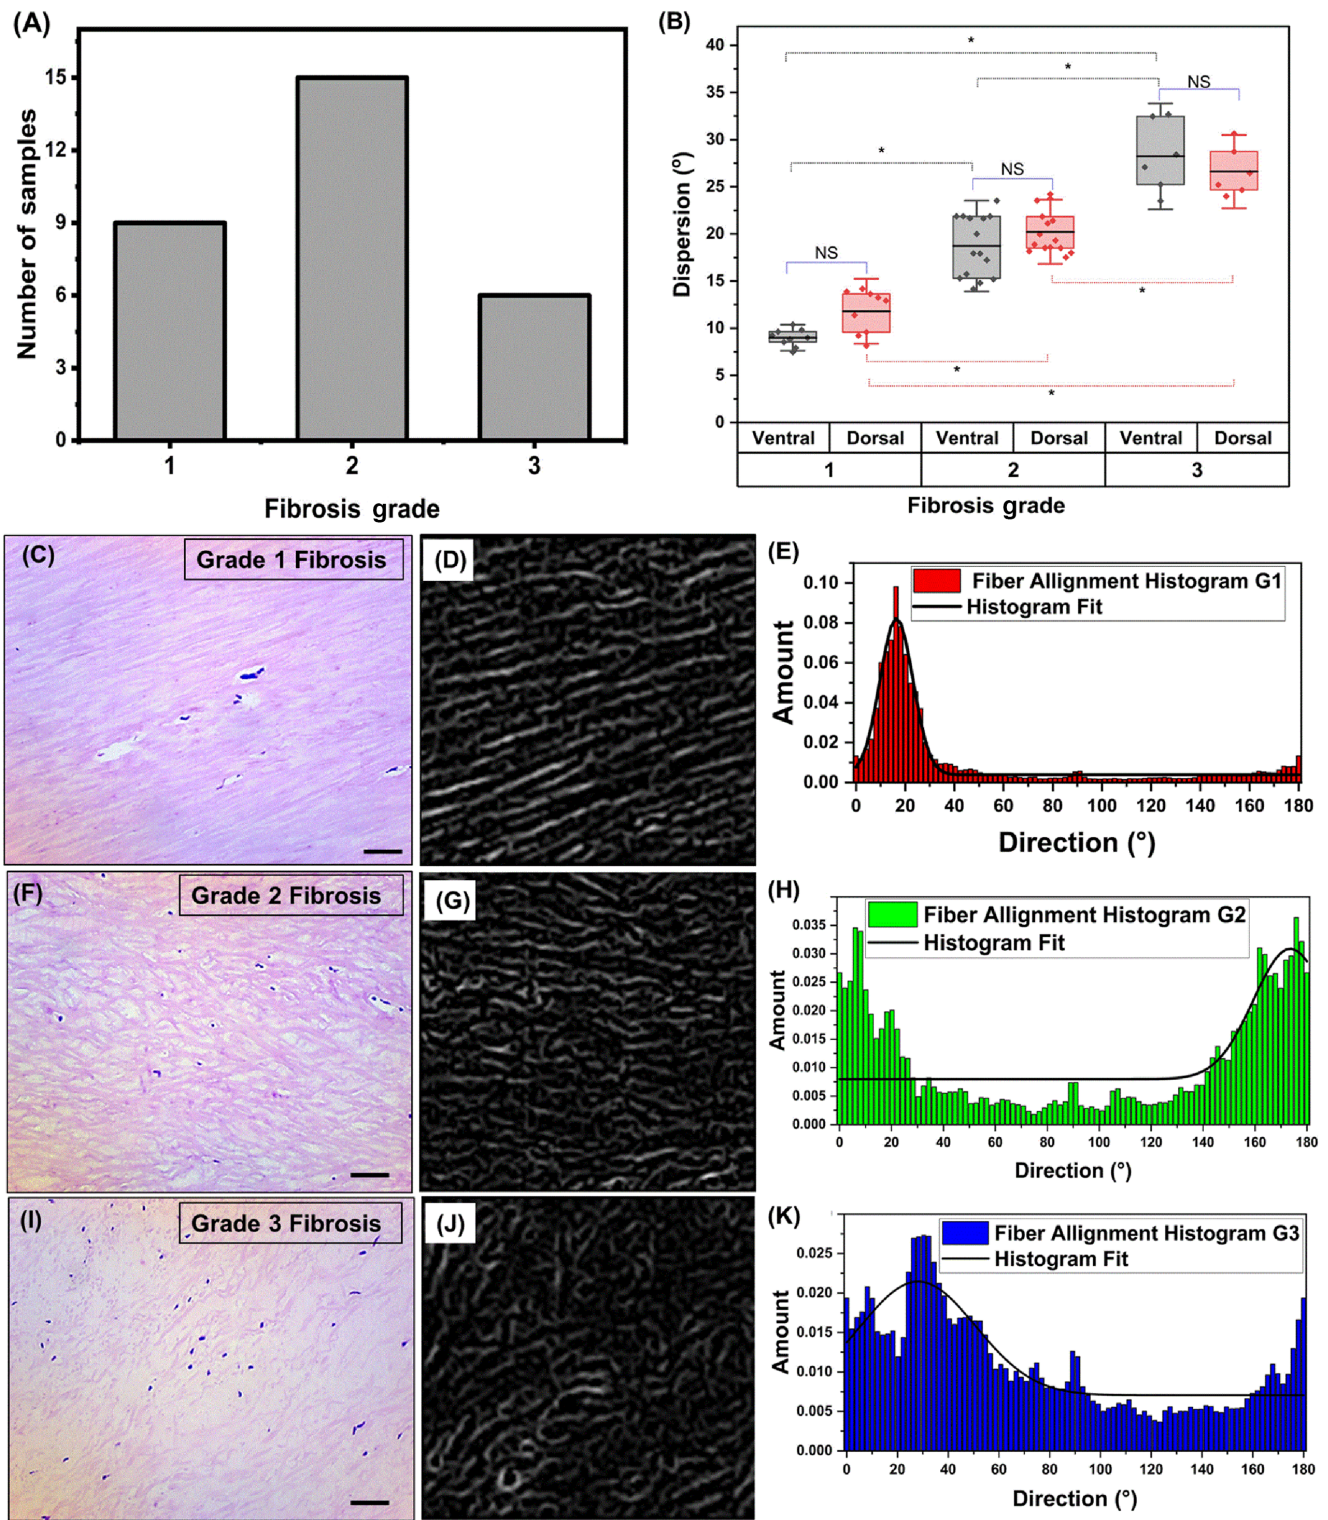 (A)
15
12
9
6
3
0
Number of samples
1 2 3
Fibrosis grade
(B)
40
35
30
25
20
15
10
5
0
Dispersion (º)
*
*
NS
*
NS
NS
*
*
*
Ventral Dorsal Ventral Dorsal Ventral Dorsal
1 2 3
Fibrosis grade
(C)
Grade 1 Fibrosis
(D)
(E)
Fiber Allignment Histogram G1
Histogram Fit
0.10
0.08
0.06
0.04
0.02
0.00
Amount
0 20 40 60 80 100 120 140 160 180
Direction (°)
(F)
Grade 2 Fibrosis
(G)
(H)
Fiber Allignment Histogram G2
Histogram Fit
0.035
0.030
0.025
0.020
0.015
0.010
0.005
0.000
Amount
0 20 40 60 80 100 120 140 160 180
Direction (°)
(I)
Grade 3 Fibrosis
(J)
(K)
Fiber Allignment Histogram G3
Histogram Fit
0.025
0.020
0.015
0.010
0.005
0.000
Amount
0 20 40 60 80 100 120 140 160 180
Direction (°)